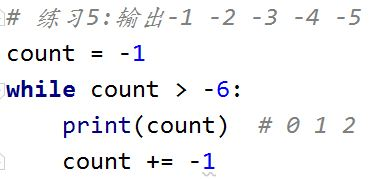 # 练习5:输出-1 -2 -3 -4 -5
count = -1
while count > -6:
    print(count)  # 0 1 2
    count += -1